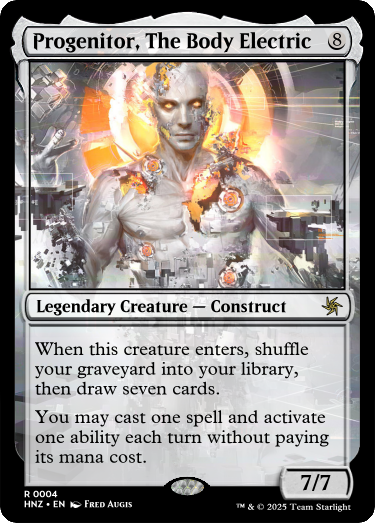 Progenitor, The Body Electric 8
Legendary Creature — Construct
When this creature enters, shuffle
your graveyard into your library,
then draw seven cards.
You may cast one spell and activate
one ability each turn without paying
its mana cost.
7/7
R 0004
HNZ • EN Fred Augis
™ & © 2025 Team Starlight